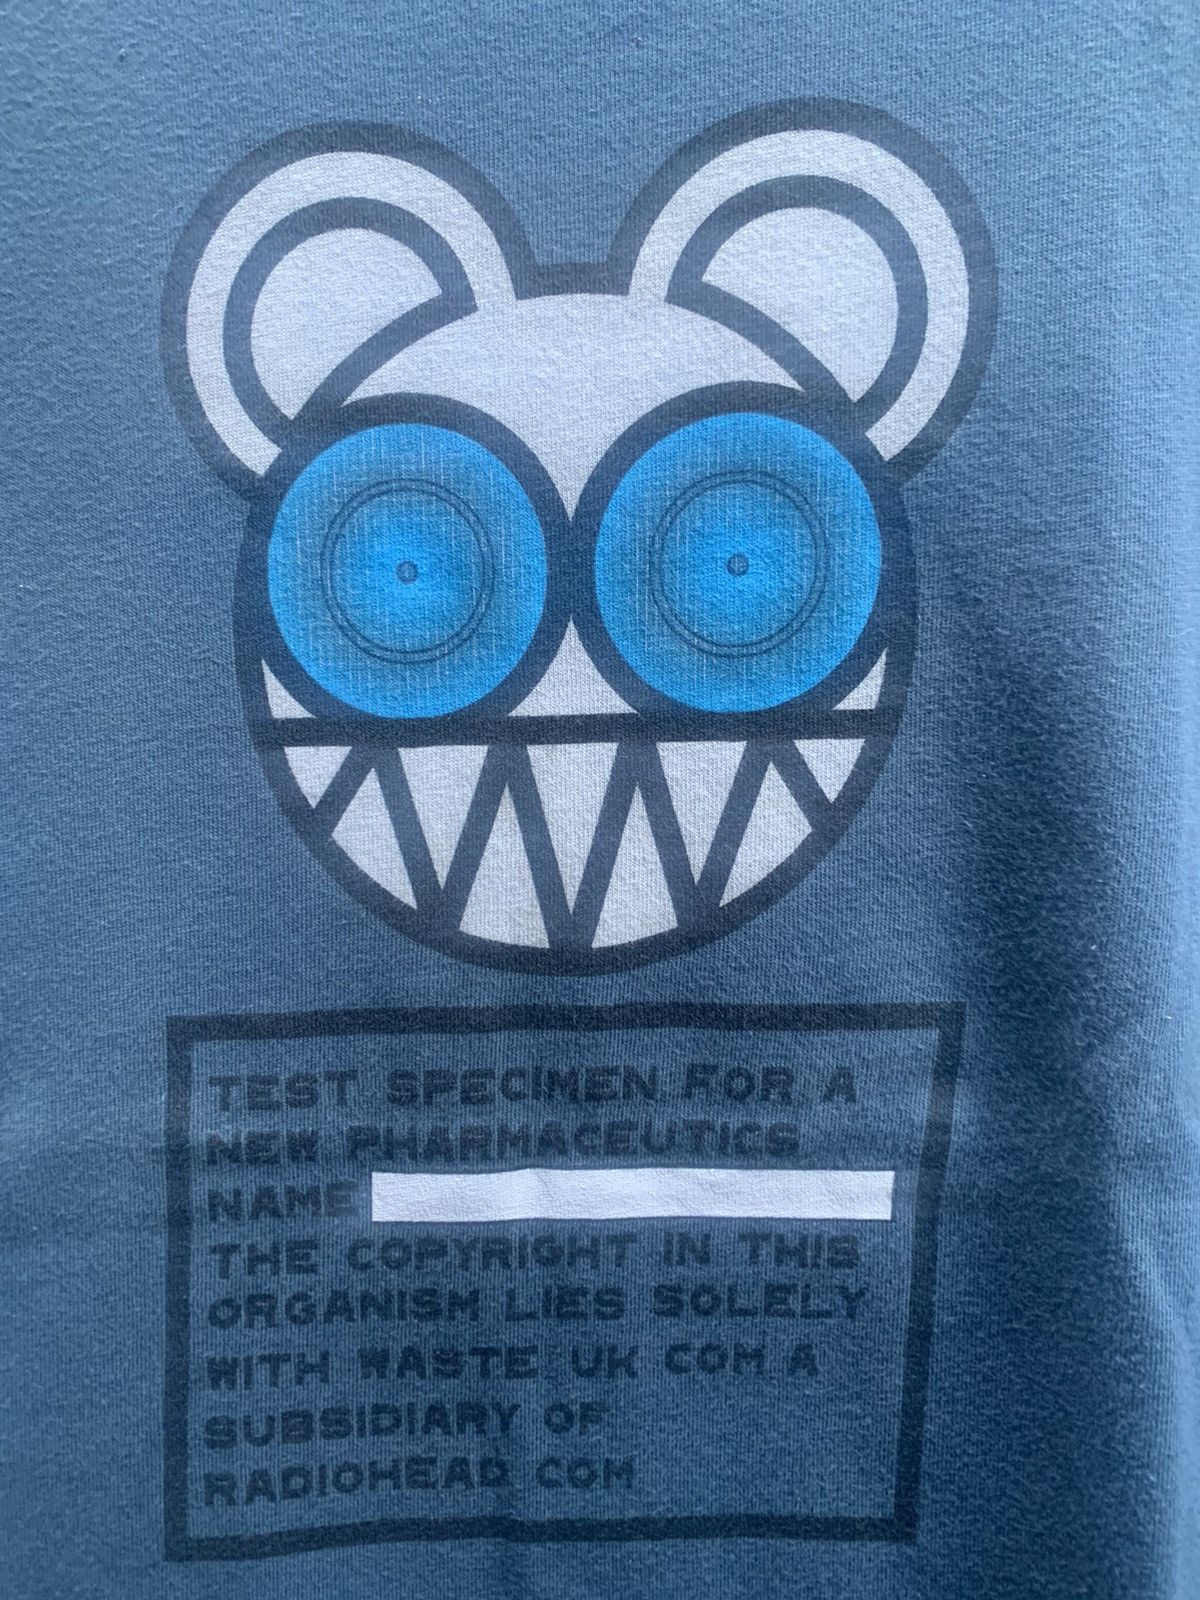 TEST SPECIMEN FOR A
NEW PHARMACEUTICS
NAME
THE COPYRIGHT IN THIS
ORGANISM LIES SOLELY
WITH WASTE UK COM A
SUBSIDIARY OF
RADIOHEAD COM